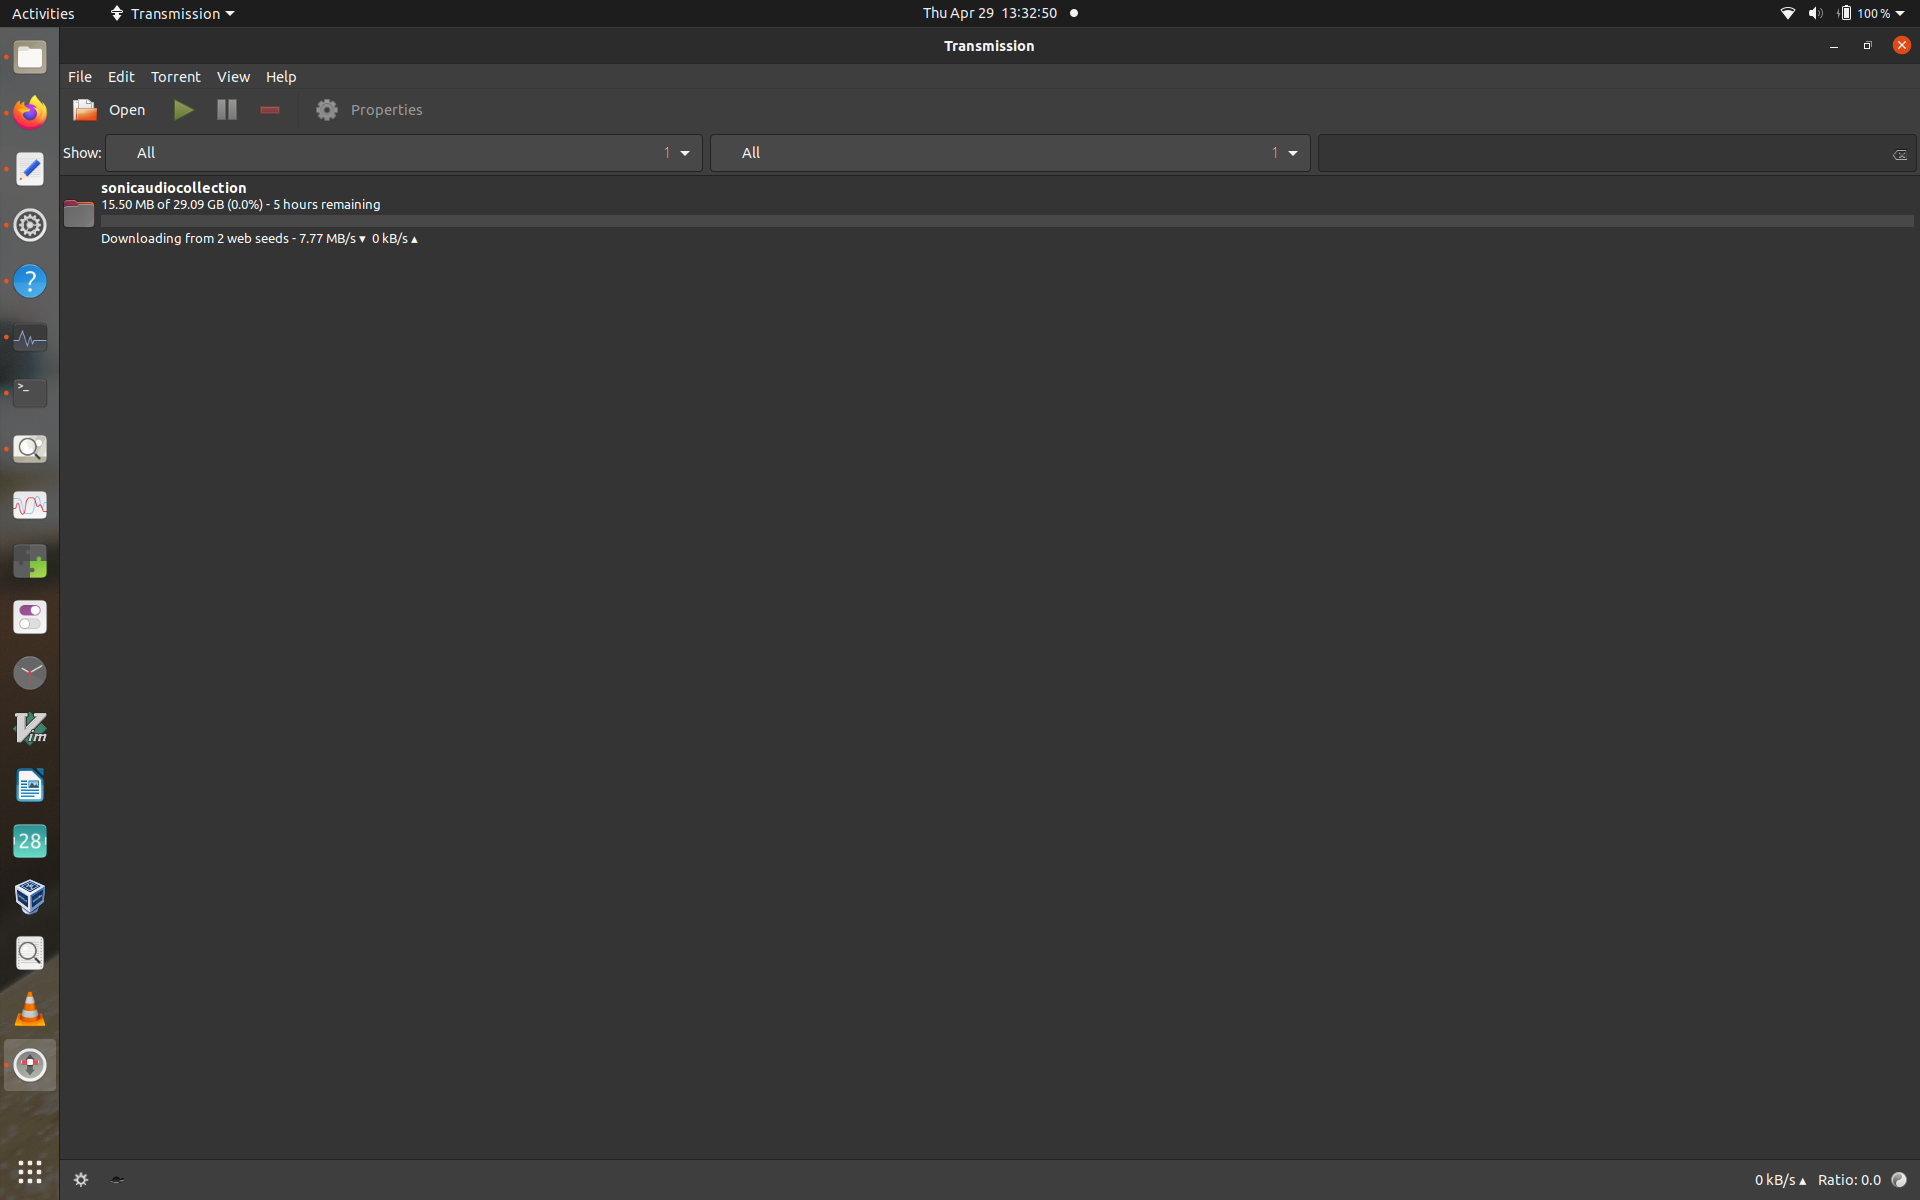 Activities Transmission Thu Apr 29 13:32:50 100 %
Transmission
File Edit Torrent View Help
Open Properties
Show: All 1 All 1
sonicaudiocollection
15.50 MB of 29.09 GB (0.0%) - 5 hours remaining
Downloading from 2 web seeds - 7.77 MB/s ▾ 0 kB/s ▴
?
>_
Vim
28
0 kB/s ▴ Ratio: 0.0